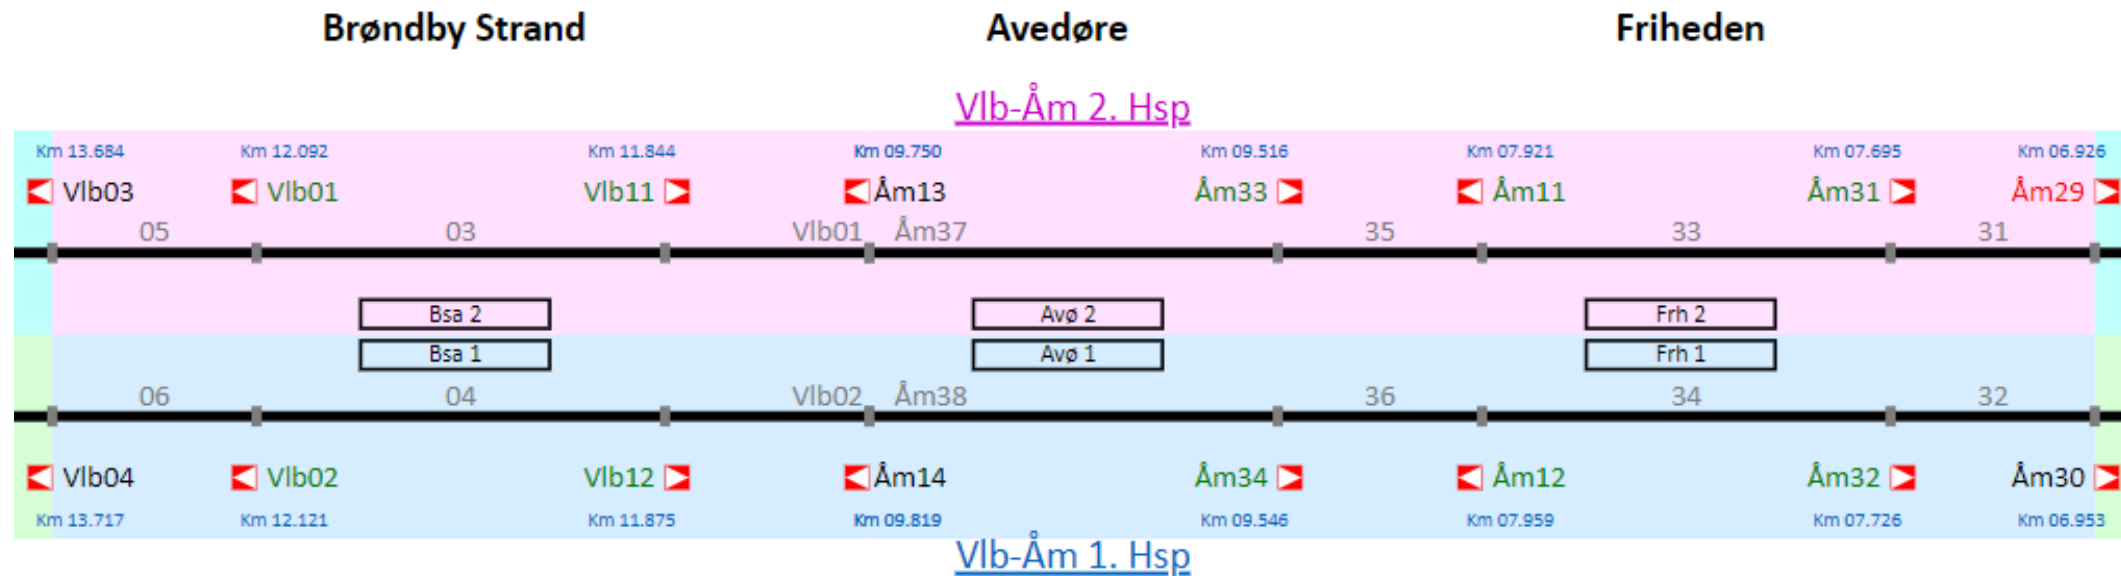 Brøndby Strand Avedøre Friheden
Vlb-Åm 2. Hsp
Km 13.684 Km 12.092 Km 11.844 Km 09.750 Km 09.516 Km 07.921 Km 07.695 Km 06.926
Vlb03 Vlb01 Vlb11 Åm13 Åm33 Åm11 Åm31 Åm29
05 03 Vlb01 Åm37 35 33 31
Bsa 2 Avø 2 Frh 2
Bsa 1 Avø 1 Frh 1
06 04 Vlb02 Åm38 36 34 32
Vlb04 Vlb02 Vlb12 Åm14 Åm34 Åm12 Åm32 Åm30
Km 13.717 Km 12.121 Km 11.875 Km 09.819 Km 09.546 Km 07.959 Km 07.726 Km 06.953
Vlb-Åm 1. Hsp